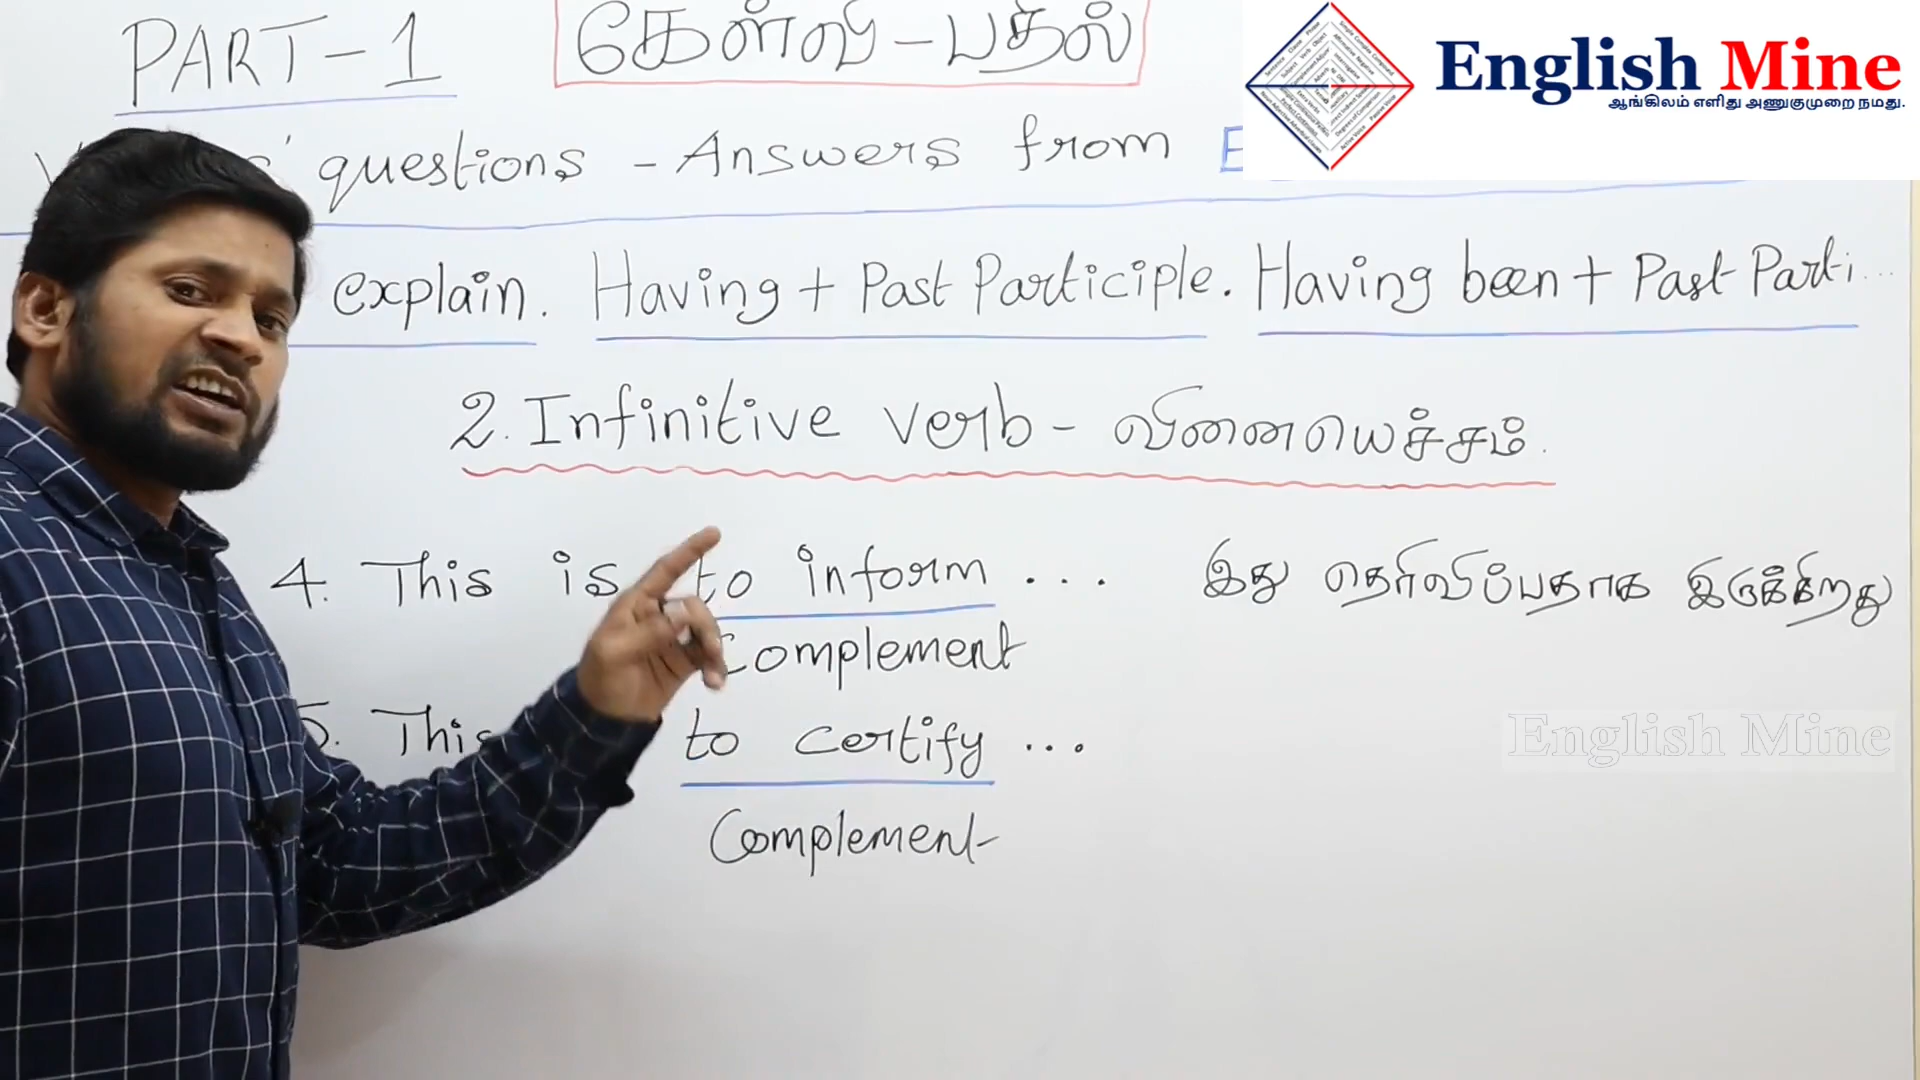 PART-1
கேள்வி - பதில்
English Mine
ஆங்கிலம் எளிது அணுகுமுறை நமது.
questions - Answers from
explain. Having + Past Participle. Having been + Past Parti...
2. Infinitive verb - வினையெச்சம்.
4. This is to inform ... இது தெரிவிப்பதாக இருக்கிறது
Complement
5. This to certify ...
English Mine
Complement